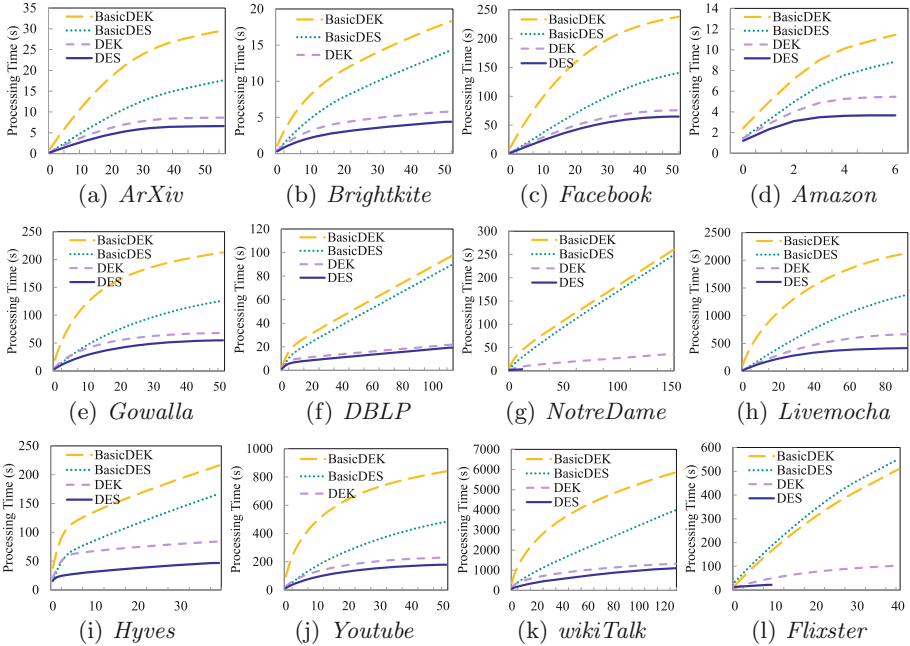 Processing Time (s)
35
30
25
20
15
10
5
0
BasicDEK
BasicDES
DEK
DES
0 10 20 30 40 50
(a) ArXiv
Processing Time (s)
20
15
10
5
0
BasicDEK
BasicDES
DEK
0 10 20 30 40 50
(b) Brightkite
Processing Time (s)
250
200
150
100
50
0
BasicDEK
BasicDES
DEK
DES
0 10 20 30 40 50
(c) Facebook
Processing Time (s)
14
12
10
8
6
4
2
0
BasicDEK
BasicDES
DEK
DES
0 2 4 6
(d) Amazon
Processing Time (s)
250
200
150
100
50
0
BasicDEK
BasicDES
DEK
DES
0 10 20 30 40 50
(e) Gowalla
Processing Time (s)
120
100
80
60
40
20
0
BasicDEK
BasicDES
DEK
DES
0 20 40 60 80 100
(f) DBLP
Processing Time (s)
300
250
200
150
100
50
0
BasicDEK
BasicDES
DEK
DES
0 50 100 150
(g) NotreDame
Processing Time (s)
2500
2000
1500
1000
500
0
BasicDEK
BasicDES
DEK
DES
0 20 40 60 80
(h) Livemocha
Processing Time (s)
250
200
150
100
50
0
BasicDEK
BasicDES
DEK
DES
0 10 20 30
(i) Hyves
Processing Time (s)
1000
800
600
400
200
0
BasicDEK
BasicDES
DEK
0 10 20 30 40 50
(j) Youtube
Processing Time (s)
7000
6000
5000
4000
3000
2000
1000
0
BasicDEK
BasicDES
DEK
DES
0 20 40 60 80 100 120
(k) wikiTalk
Processing Time (s)
600
500
400
300
200
100
0
BasicDEK
BasicDES
DEK
DES
0 10 20 30 40
(l) Flixster